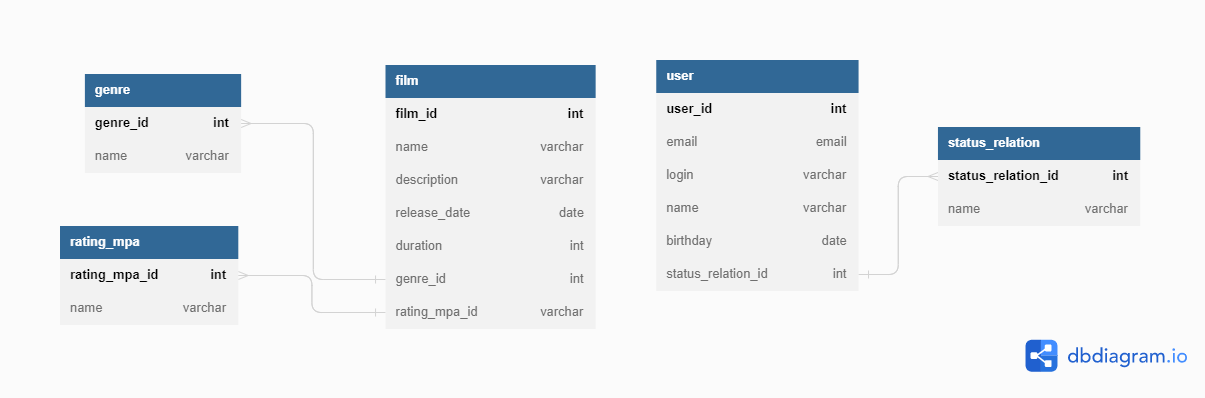 genre
genre_id int
name varchar
rating_mpa
rating_mpa_id int
name varchar
film
film_id int
name varchar
description varchar
release_date date
duration int
genre_id int
rating_mpa_id varchar
user
user_id int
email email
login varchar
name varchar
birthday date
status_relation_id int
status_relation
status_relation_id int
name varchar
dbdiagram.io